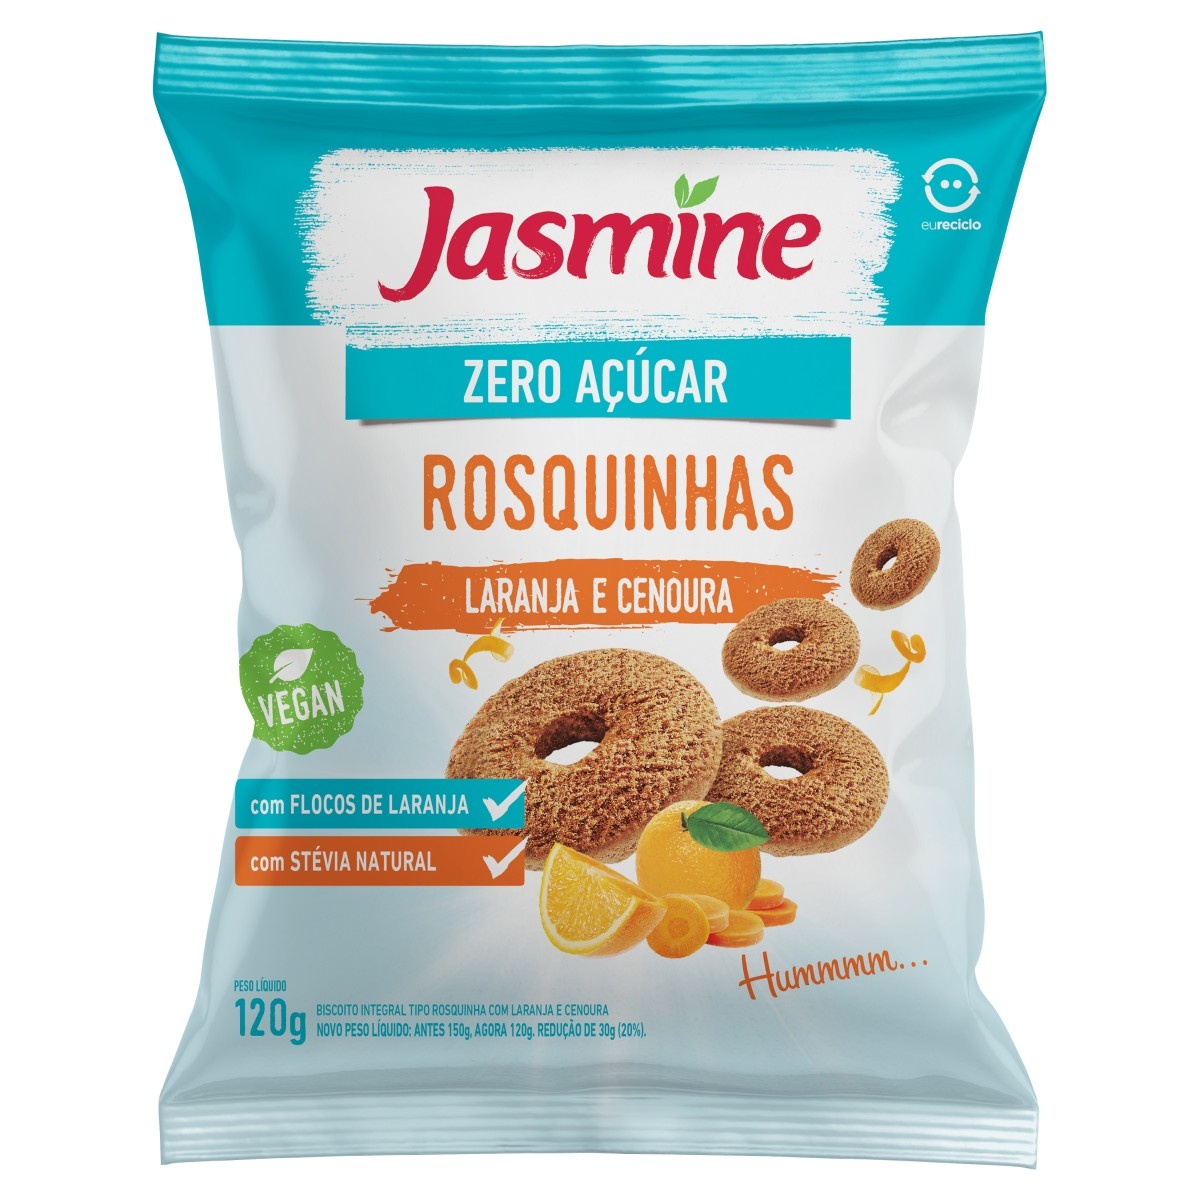 Jasmine
eureciclo
ZERO AÇÚCAR
ROSQUINHAS
LARANJA E CENOURA
VEGAN
com FLOCOS DE LARANJA
com STÉVIA NATURAL
Hummmm...
PESO LÍQUIDO
120g
BISCOITO INTEGRAL TIPO ROSQUINHA COM LARANJA E CENOURA
NOVO PESO LÍQUIDO: ANTES 150g, AGORA 120g. REDUÇÃO DE 30g (20%).